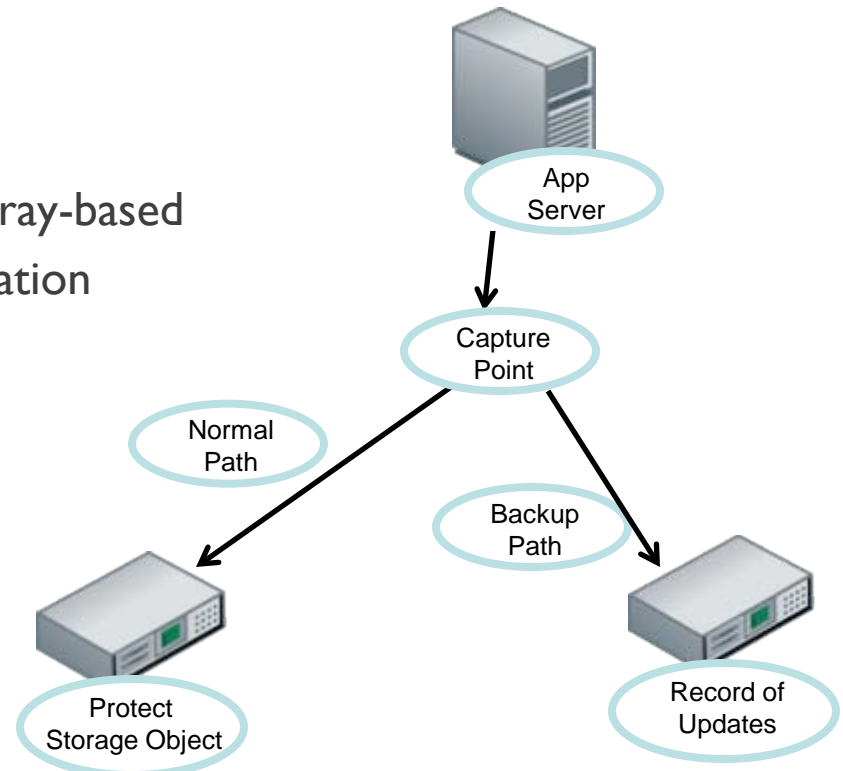 App
Server
ray-based
ation
Capture
Point
Normal
Path
Backup
Path
Protect
Storage Object
Record of
Updates